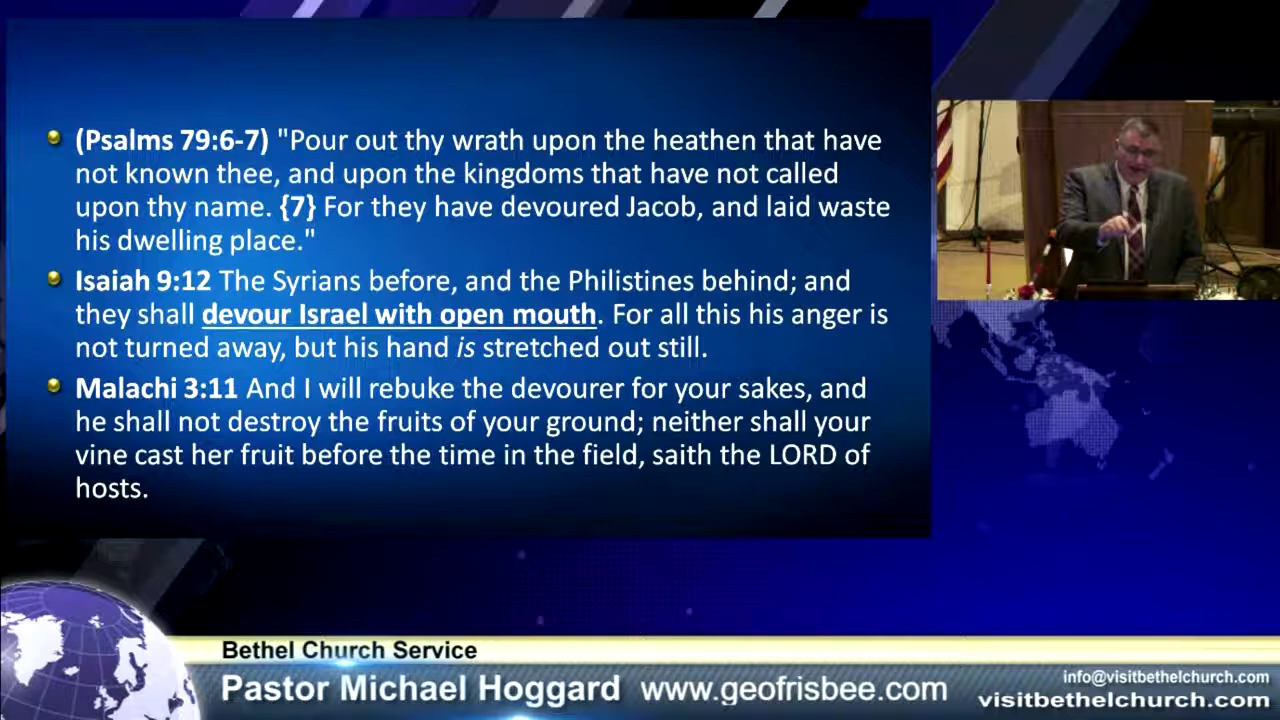 (Psalms 79:6-7) "Pour out thy wrath upon the heathen that have
not known thee, and upon the kingdoms that have not called
upon thy name. {7} For they have devoured Jacob, and laid waste
his dwelling place."
Isaiah 9:12 The Syrians before, and the Philistines behind; and
they shall devour Israel with open mouth. For all this his anger is
not turned away, but his hand is stretched out still.
Malachi 3:11 And I will rebuke the devourer for your sakes, and
he shall not destroy the fruits of your ground; neither shall your
vine cast her fruit before the time in the field, saith the LORD of
hosts.
Bethel Church Service
Pastor Michael Hoggard www.geofrisbee.com
info@visitbethelchurch.com
visitbethelchurch.com